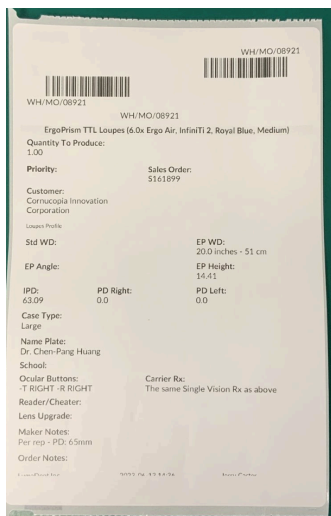 WH/MO/08921
WH/MO/08921
WH/MO/08921
ErgoPrism TTL Loupes (6.0x Ergo Air, InfiniTi 2, Royal Blue, Medium)
Quantity To Produce:
1.00
Priority: Sales Order:
S161899
Customer:
Cornucopia Innovation
Corporation
Loupes Profile
Std WD: EP WD:
20.0 inches - 51 cm
EP Angle: EP Height:
14.41
IPD: PD Right: PD Left:
63.09 0.0 0.0
Case Type:
Large
Name Plate:
Dr. Chen-Pang Huang
School:
Ocular Buttons: Carrier Rx:
-T RIGHT -R RIGHT The same Single Vision Rx as above
Reader/Cheater:
Lens Upgrade:
Maker Notes:
Per rep - PD: 65mm
Order Notes: